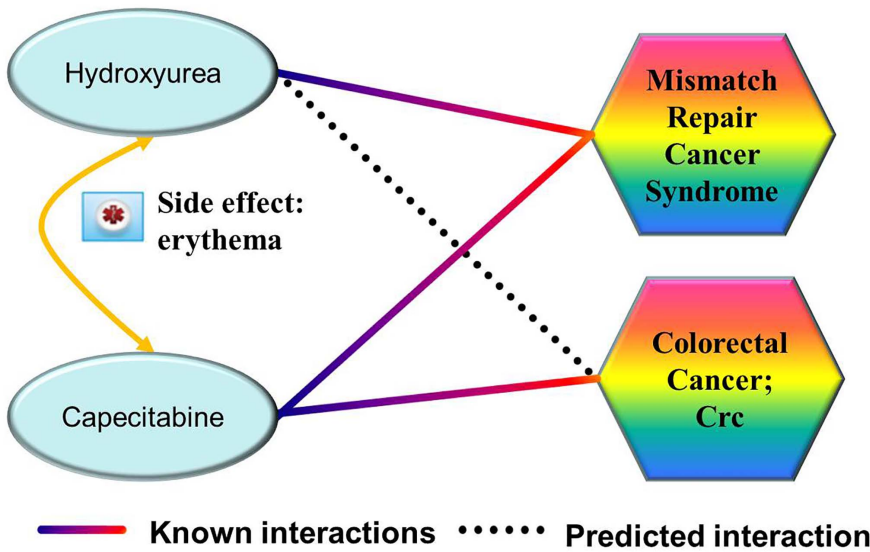 Hydroxyurea
Mismatch
Repair
Cancer
Syndrome
Side effect:
erythema
Colorectal
Cancer;
Crc
Capecitabine
Known interactions
Predicted interaction